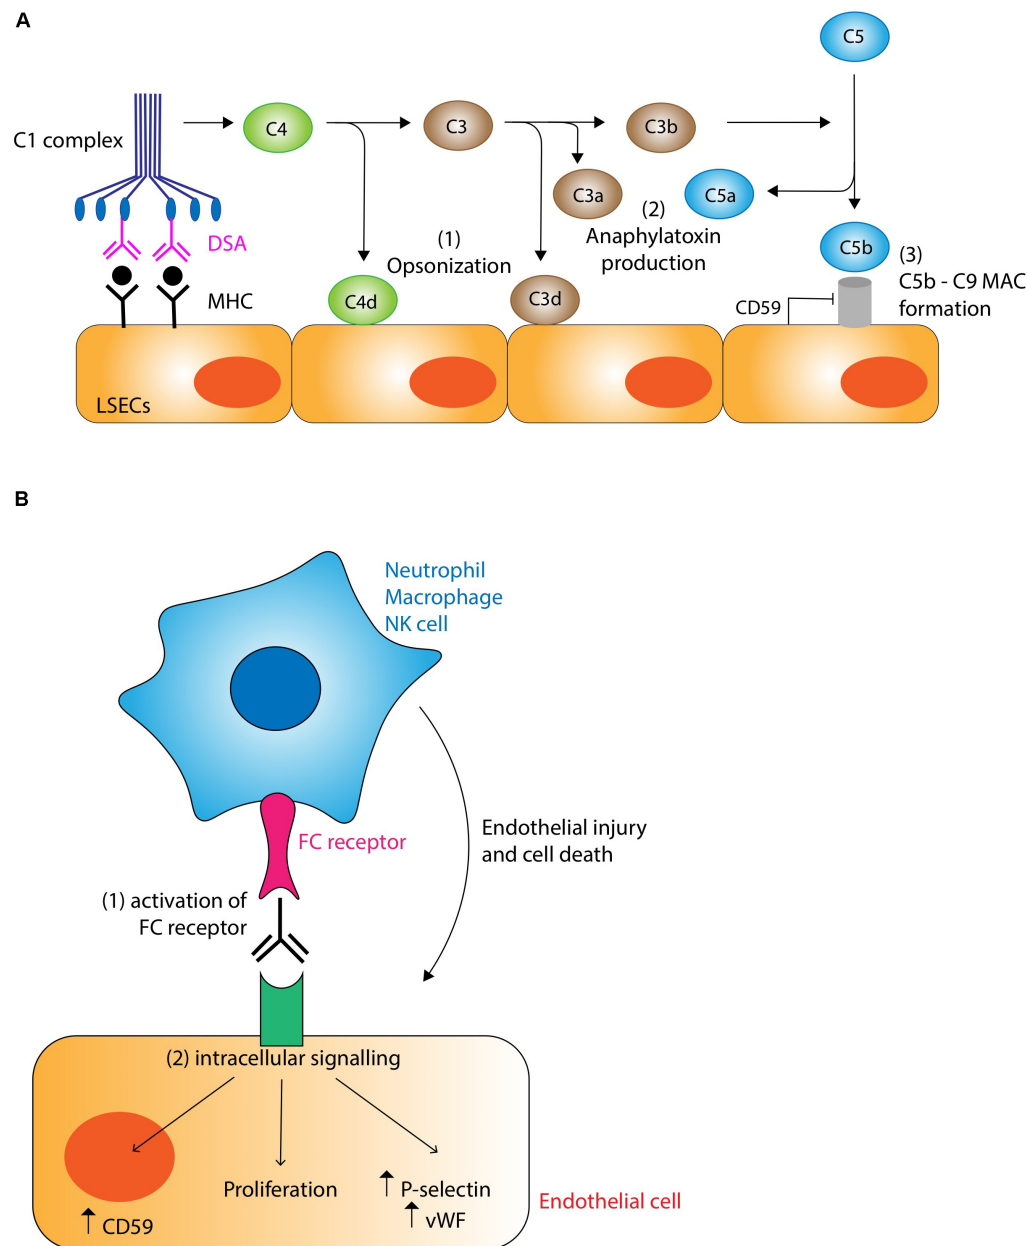 A
C5
C1 complex
C4
C3
C3b
C3a
C5a
DSA
(1)
Opsonization
(2)
Anaphylatoxin
production
C5b
(3)
C5b - C9 MAC
formation
MHC
C4d
C3d
CD59
LSECs
B
Neutrophil
Macrophage
NK cell
FC receptor
Endothelial injury
and cell death
(1) activation of
FC receptor
(2) intracellular signalling
Proliferation
P-selectin
vWF
CD59
Endothelial cell